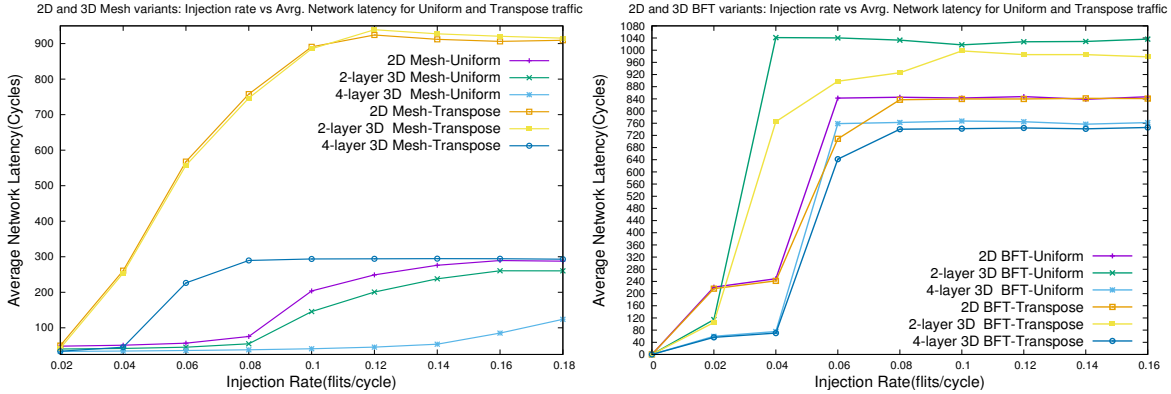 2D and 3D Mesh variants: Injection rate vs Avrg. Network latency for Uniform and Transpose traffic
900
800
700
600
500
400
300
200
100
0.02 0.04 0.06 0.08 0.1 0.12 0.14 0.16 0.18
Average Network Latency(Cycles)
Injection Rate(flits/cycle)
2D Mesh-Uniform
2-layer 3D Mesh-Uniform
4-layer 3D Mesh-Uniform
2D Mesh-Transpose
2-layer 3D Mesh-Transpose
4-layer 3D Mesh-Transpose
2D and 3D BFT variants: Injection rate vs Avrg. Network latency for Uniform and Transpose traffic
1080
1040
1000
960
920
880
840
800
760
720
680
640
600
560
520
480
440
400
360
320
280
240
200
160
120
80
40
0
0 0.02 0.04 0.06 0.08 0.1 0.12 0.14 0.16
Average Network Latency(Cycles)
Injection Rate(flits/cycle)
2D BFT-Uniform
2-layer 3D BFT-Uniform
4-layer 3D BFT-Uniform
2D BFT-Transpose
2-layer 3D BFT-Transpose
4-layer 3D BFT-Transpose